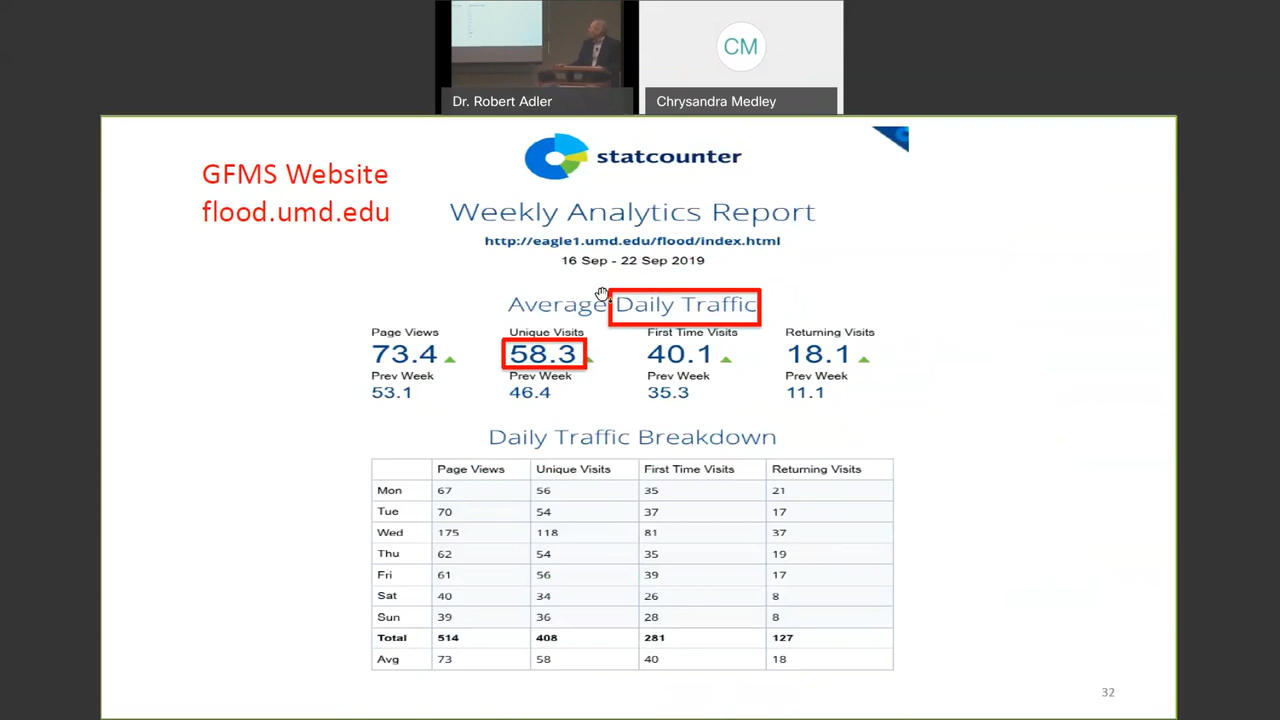 CM
Dr. Robert Adler
Chrysandra Medley
GFMS Website
flood.umd.edu
statcounter
Weekly Analytics Report
http://eagle1.umd.edu/flood/index.html
16 Sep - 22 Sep 2019
Average Daily Traffic
Page Views Unique Visits First Time Visits Returning Visits
73.4 58.3 40.1 18.1
Prev Week Prev Week Prev Week Prev Week
53.1 46.4 35.3 11.1
Daily Traffic Breakdown
Page Views Unique Visits First Time Visits Returning Visits
Mon 67 56 35 21
Tue 70 54 37 17
Wed 175 118 81 37
Thu 62 54 35 19
Fri 61 56 39 17
Sat 40 34 26 8
Sun 39 36 28 8
Total 514 408 281 127
Avg 73 58 40 18
32